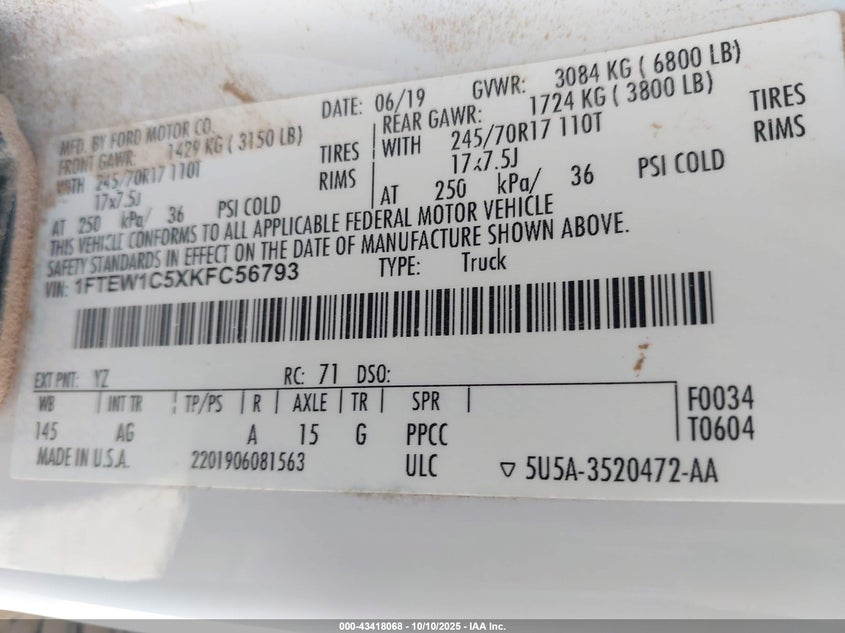 MFD. BY FORD MOTOR CO. DATE: 06/19 GVWR: 3084 KG ( 6800 LB)
FRONT GAWR: 1429 KG ( 3150 LB) REAR GAWR: 1724 KG ( 3800 LB)
WITH 245/70R17 110T TIRES WITH 245/70R17 110T TIRES
17x7.5J RIMS 17x7.5J RIMS
AT 250 kPa/ 36 PSI COLD AT 250 kPa/ 36 PSI COLD
THIS VEHICLE CONFORMS TO ALL APPLICABLE FEDERAL MOTOR VEHICLE
SAFETY STANDARDS IN EFFECT ON THE DATE OF MANUFACTURE SHOWN ABOVE.
VIN: 1FTEW1C5XKFC56793 TYPE: Truck
EXT PNT: YZ RC: 71 DSO:
WB INT TR TP/PS R AXLE TR SPR F0034
145 AG A 15 G PPCC T0604
MADE IN U.S.A. 2201906081563 ULC ▽ 5U5A-3520472-AA
000-43418068 - 10/10/2025 - IAA Inc.